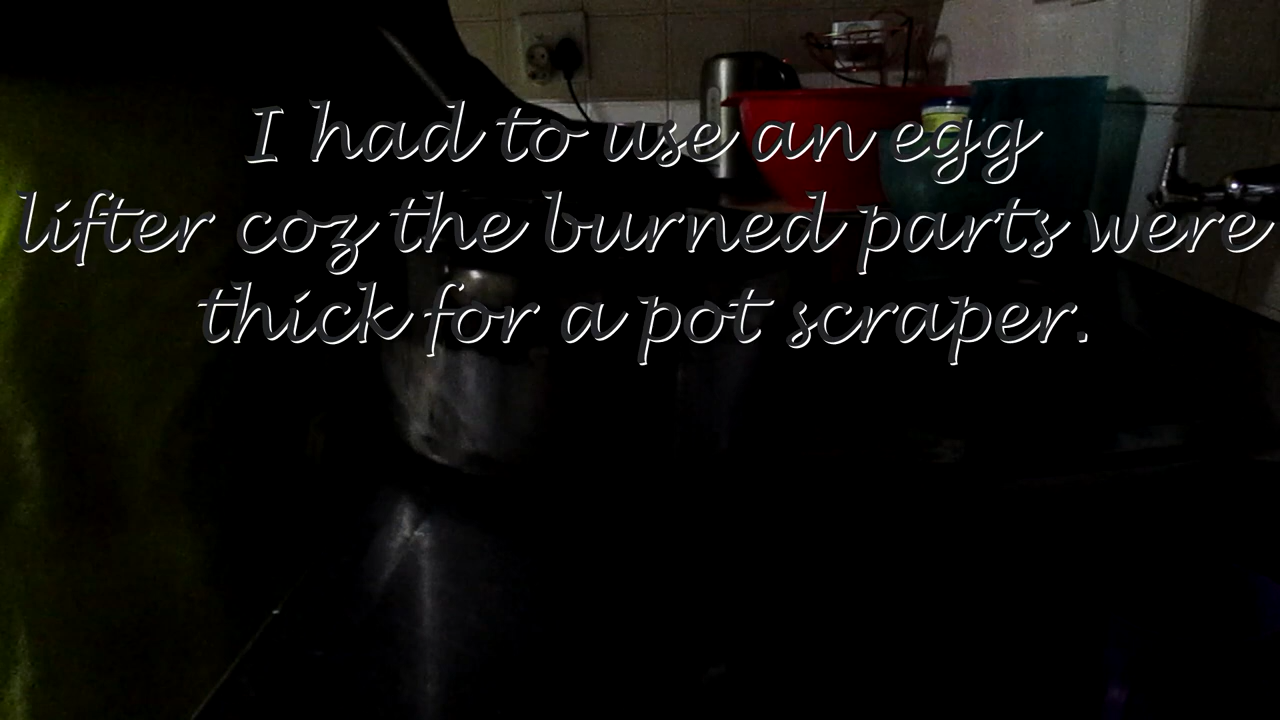 I had to use an egg
lifter coz the burned parts were
thick for a pot scraper.